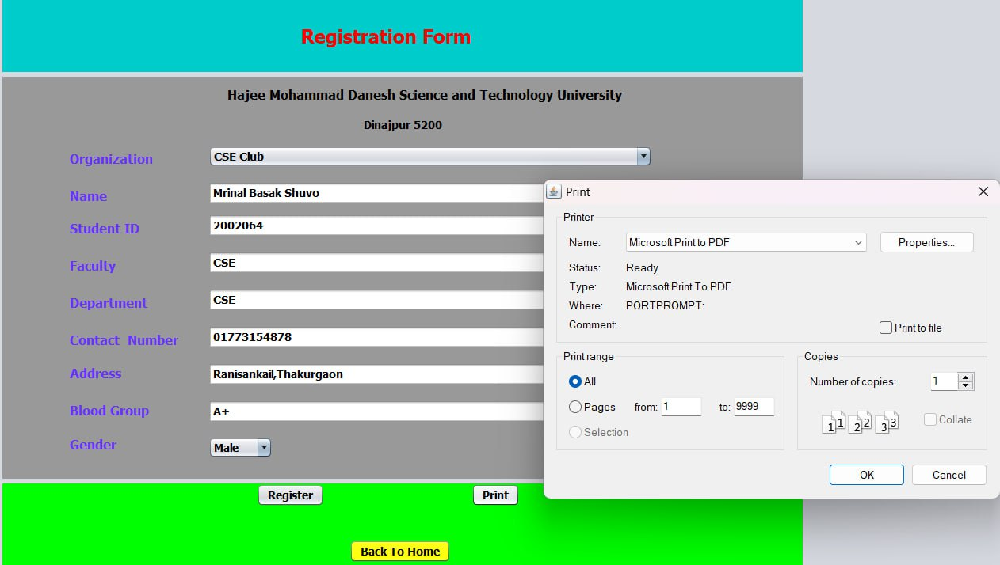 Registration Form
Hajee Mohammad Danesh Science and Technology University
Dinajpur 5200
Organization CSE Club
Name Mrinal Basak Shuvo
Student ID 2002064
Faculty CSE
Department CSE
Contact  Number 01773154878
Address Ranisankail,Thakurgaon
Blood Group A+
Gender Male
Register Print
Back To Home
Print
Printer
Name: Microsoft Print to PDF Properties...
Status: Ready
Type: Microsoft Print To PDF
Where: PORTPROMPT:
Comment:
Print to file
Print range
All
Pages from: 1 to: 9999
Selection
Copies
Number of copies: 1
1 1 2 2 3 3 Collate
OK Cancel